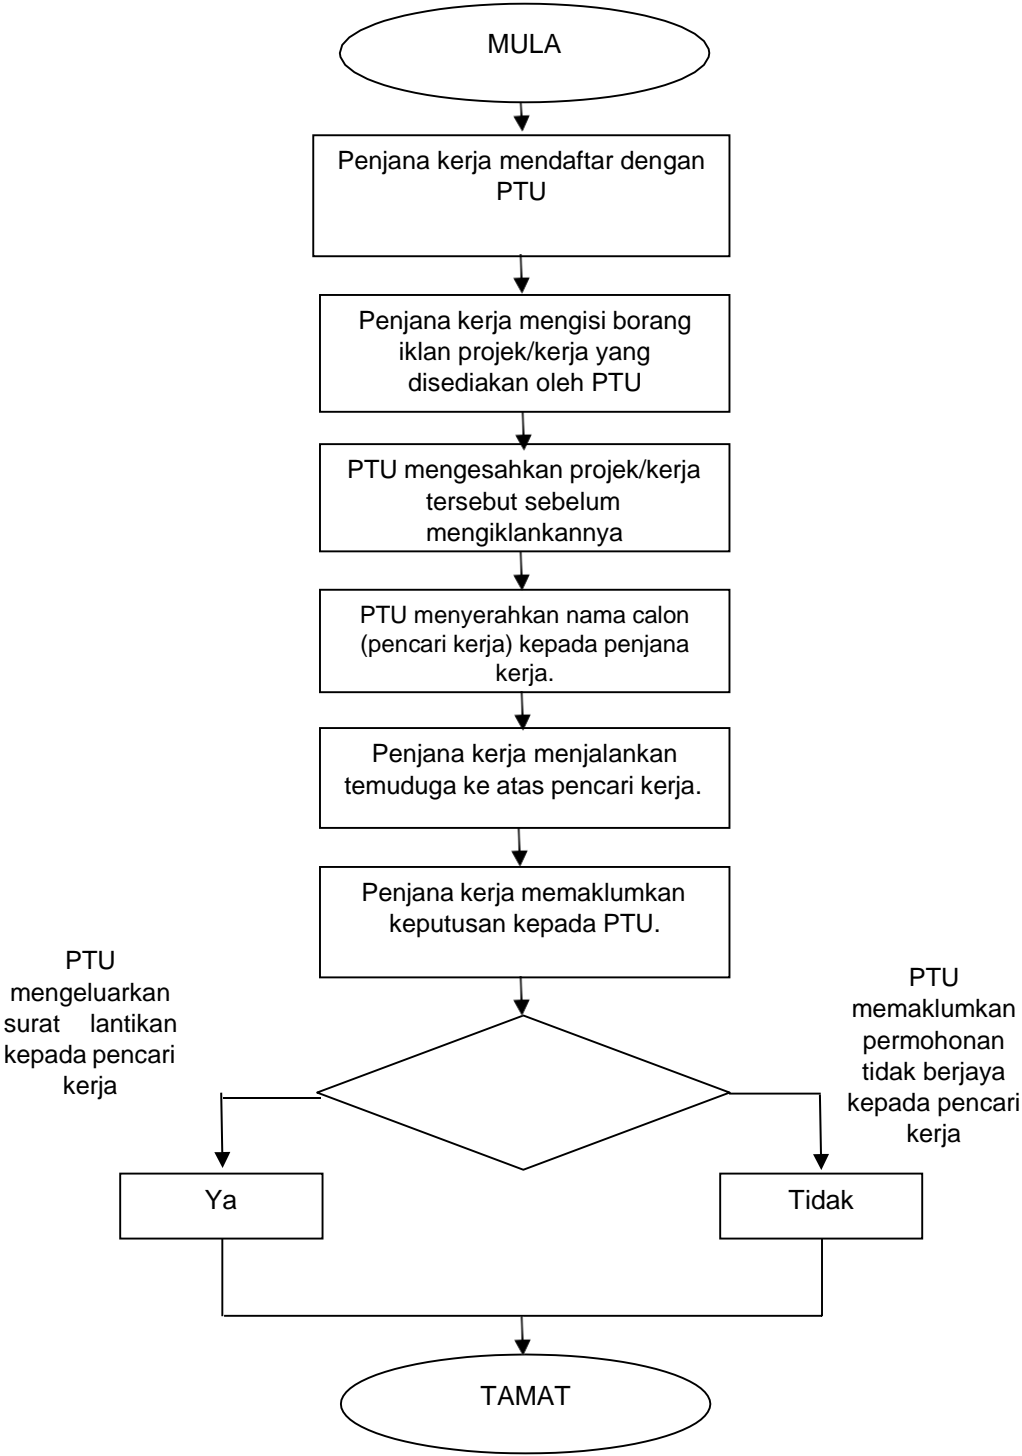 MULA
Penjana kerja mendaftar dengan
PTU
Penjana kerja mengisi borang
iklan projek/kerja yang
disediakan oleh PTU
PTU mengesahkan projek/kerja
tersebut sebelum
mengiklankannya
PTU menyerahkan nama calon
(pencari kerja) kepada penjana
kerja.
Penjana kerja menjalankan
temuduga ke atas pencari kerja.
Penjana kerja memaklumkan
keputusan kepada PTU.
PTU
mengeluarkan
surat lantikan
kepada pencari
kerja
PTU
memaklumkan
permohonan
tidak berjaya
kepada pencari
kerja
Ya
Tidak
TAMAT